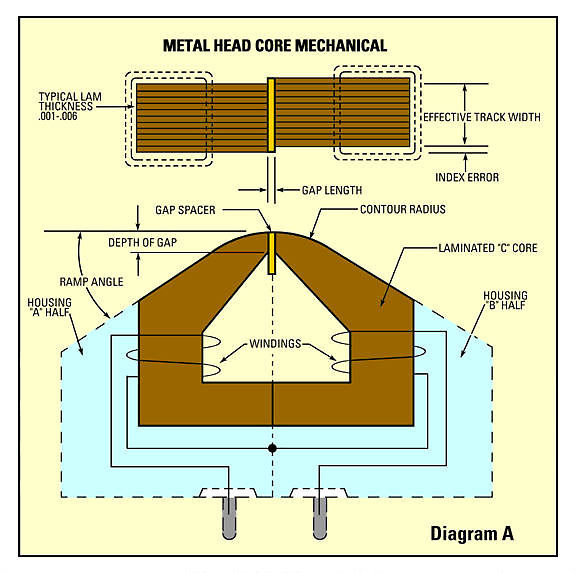 METAL HEAD CORE MECHANICAL
TYPICAL LAM
THICKNESS
.001-.006
EFFECTIVE TRACK WIDTH
INDEX ERROR
GAP LENGTH
GAP SPACER
CONTOUR RADIUS
DEPTH OF GAP
LAMINATED "C" CORE
RAMP ANGLE
HOUSING
"A" HALF
HOUSING
"B" HALF
WINDINGS
Diagram A